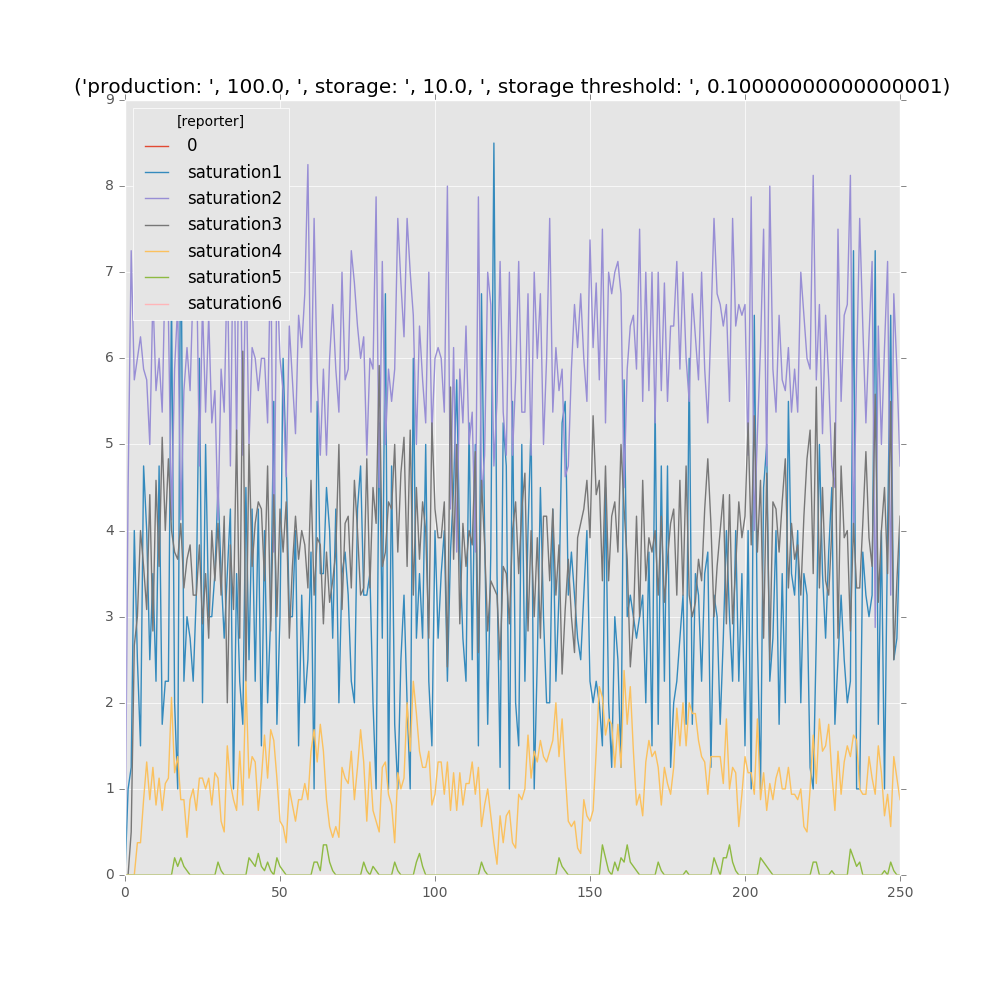 ('production: ', 100.0, ', storage: ', 10.0, ', storage threshold: ', 0.10000000000000001)
9
[reporter]
0
saturation1
8
saturation2
saturation3
saturation4
7
saturation5
saturation6
6
5
4
3
2
1
0
0 50 100 150 200 250